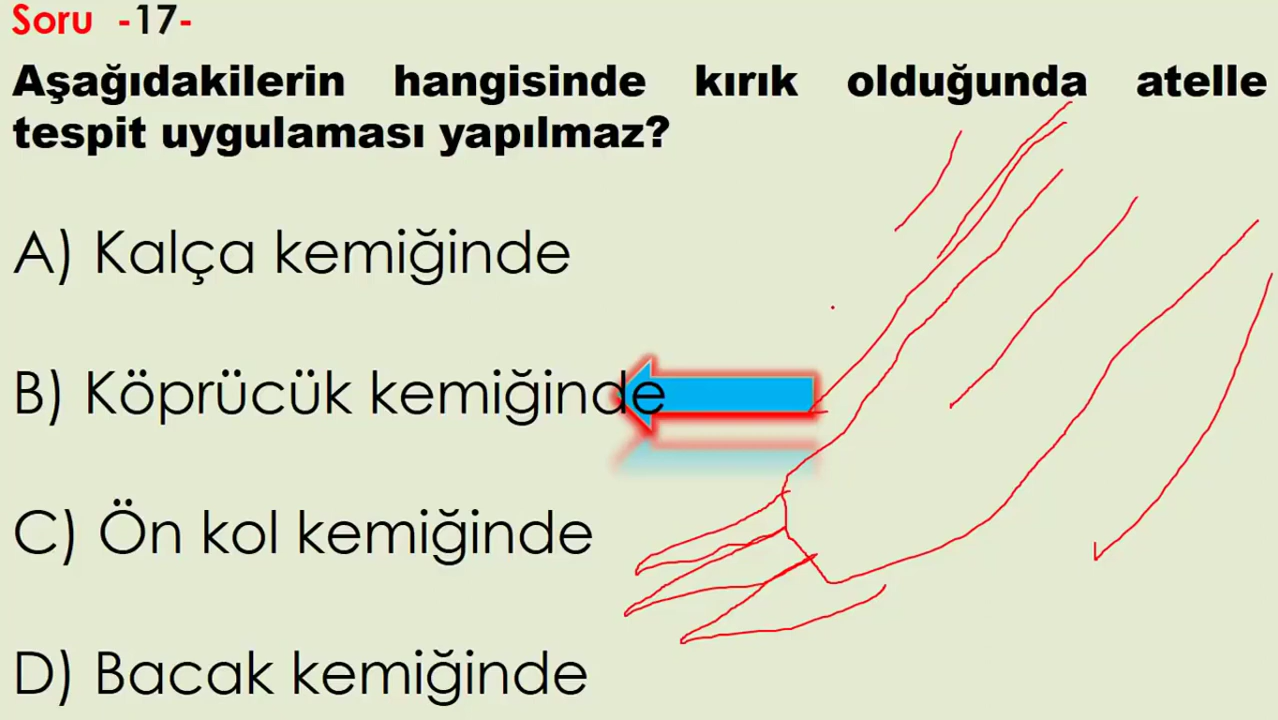 Soru -17-
Aşağıdakilerin hangisinde kırık olduğunda atelle
tespit uygulaması yapılmaz?
A) Kalça kemiğinde
B) Köprücük kemiğinde
C) Ön kol kemiğinde
D) Bacak kemiğinde